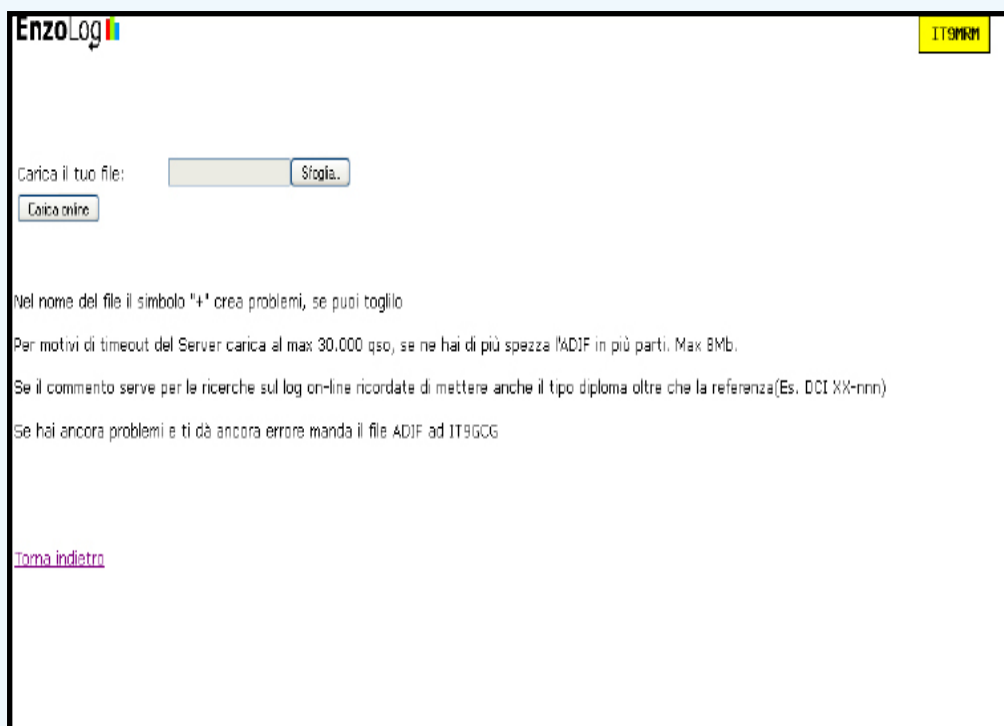 EnzoLog
IT9MRM
Carica il tuo file:
Sfoglia..
Carica online
Nel nome del file il simbolo "+" crea problemi, se puoi toglilo
Per motivi di timeout del Server carica al max 30.000 qso, se ne hai di più spezza l'ADIF in più parti. Max 8Mb.
Se il commento serve per le ricerche sul log on-line ricordate di mettere anche il tipo diploma oltre che la referenza(Es. DCI XX-nnn)
Se hai ancora problemi e ti dà ancora errore manda il file ADIF ad IT9GCG
Torna indietro